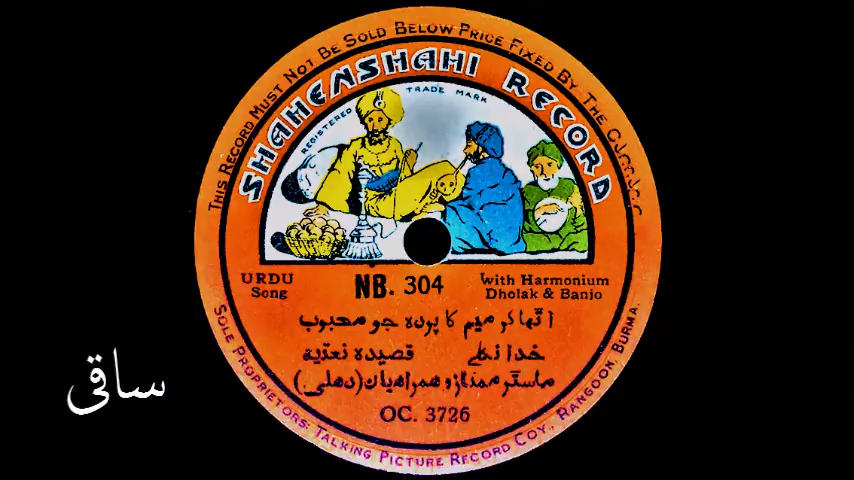 THIS RECORD MUST NOT BE SOLD BELOW PRICE FIXED BY THE
SHAHENSHAHI RECORD
REGISTERED TRADE MARK
URDU
Song
NB. 304
With Harmonium
Dholak & Banjo
اٹھا کر میم کا پردہ جو محبوب
خدا نکلے قصیدہ نعتیہ
ماسٹر ممتاز و ہمراہیان (دھلی)
OC. 3726
SOLE PROPRIETORS: TALKING PICTURE RECORD COY., RANGOON, BURMA.
ساقی